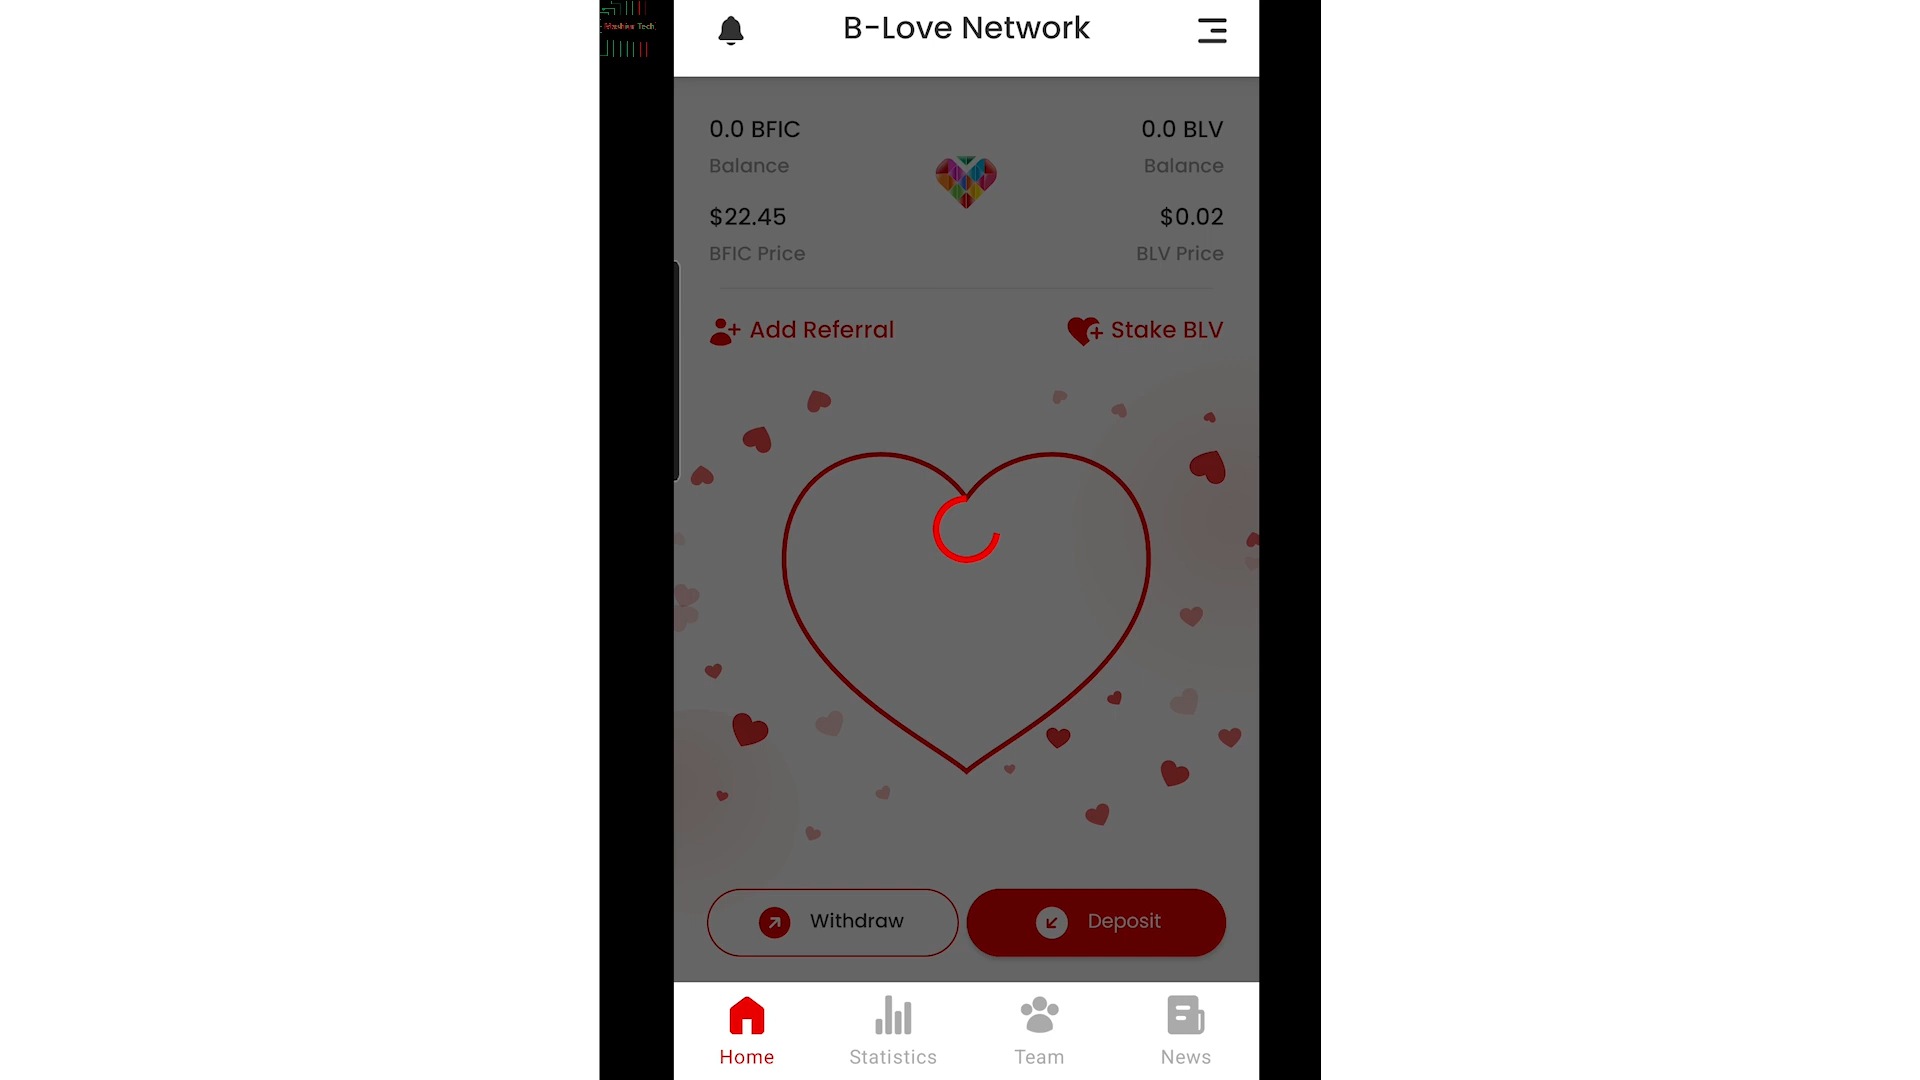 B-Love Network
0.0 BFIC
Balance
0.0 BLV
Balance
$22.45
BFIC Price
$0.02
BLV Price
Add Referral
Stake BLV
Withdraw
Deposit
Home
Statistics
Team
News